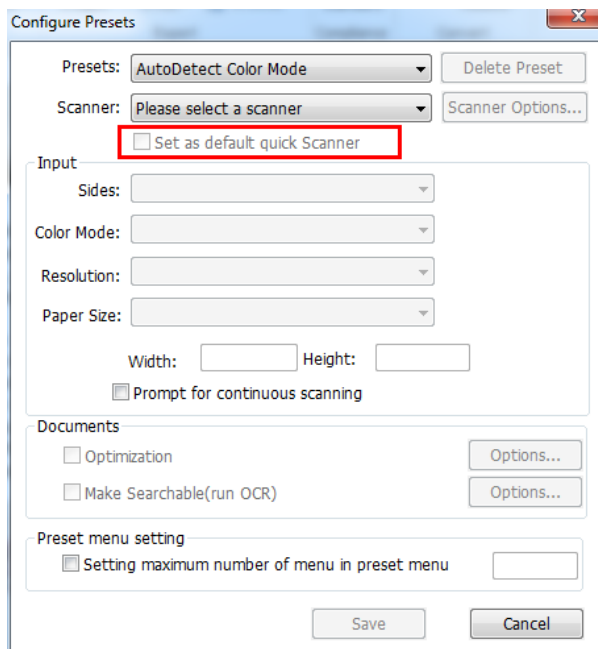 Configure Presets
Presets: AutoDetect Color Mode Delete Preset
Scanner: Please select a scanner Scanner Options...
Set as default quick Scanner
Input
Sides:
Color Mode:
Resolution:
Paper Size:
Width: Height:
Prompt for continuous scanning
Documents
Optimization Options...
Make Searchable(run OCR) Options...
Preset menu setting
Setting maximum number of menu in preset menu
Save Cancel